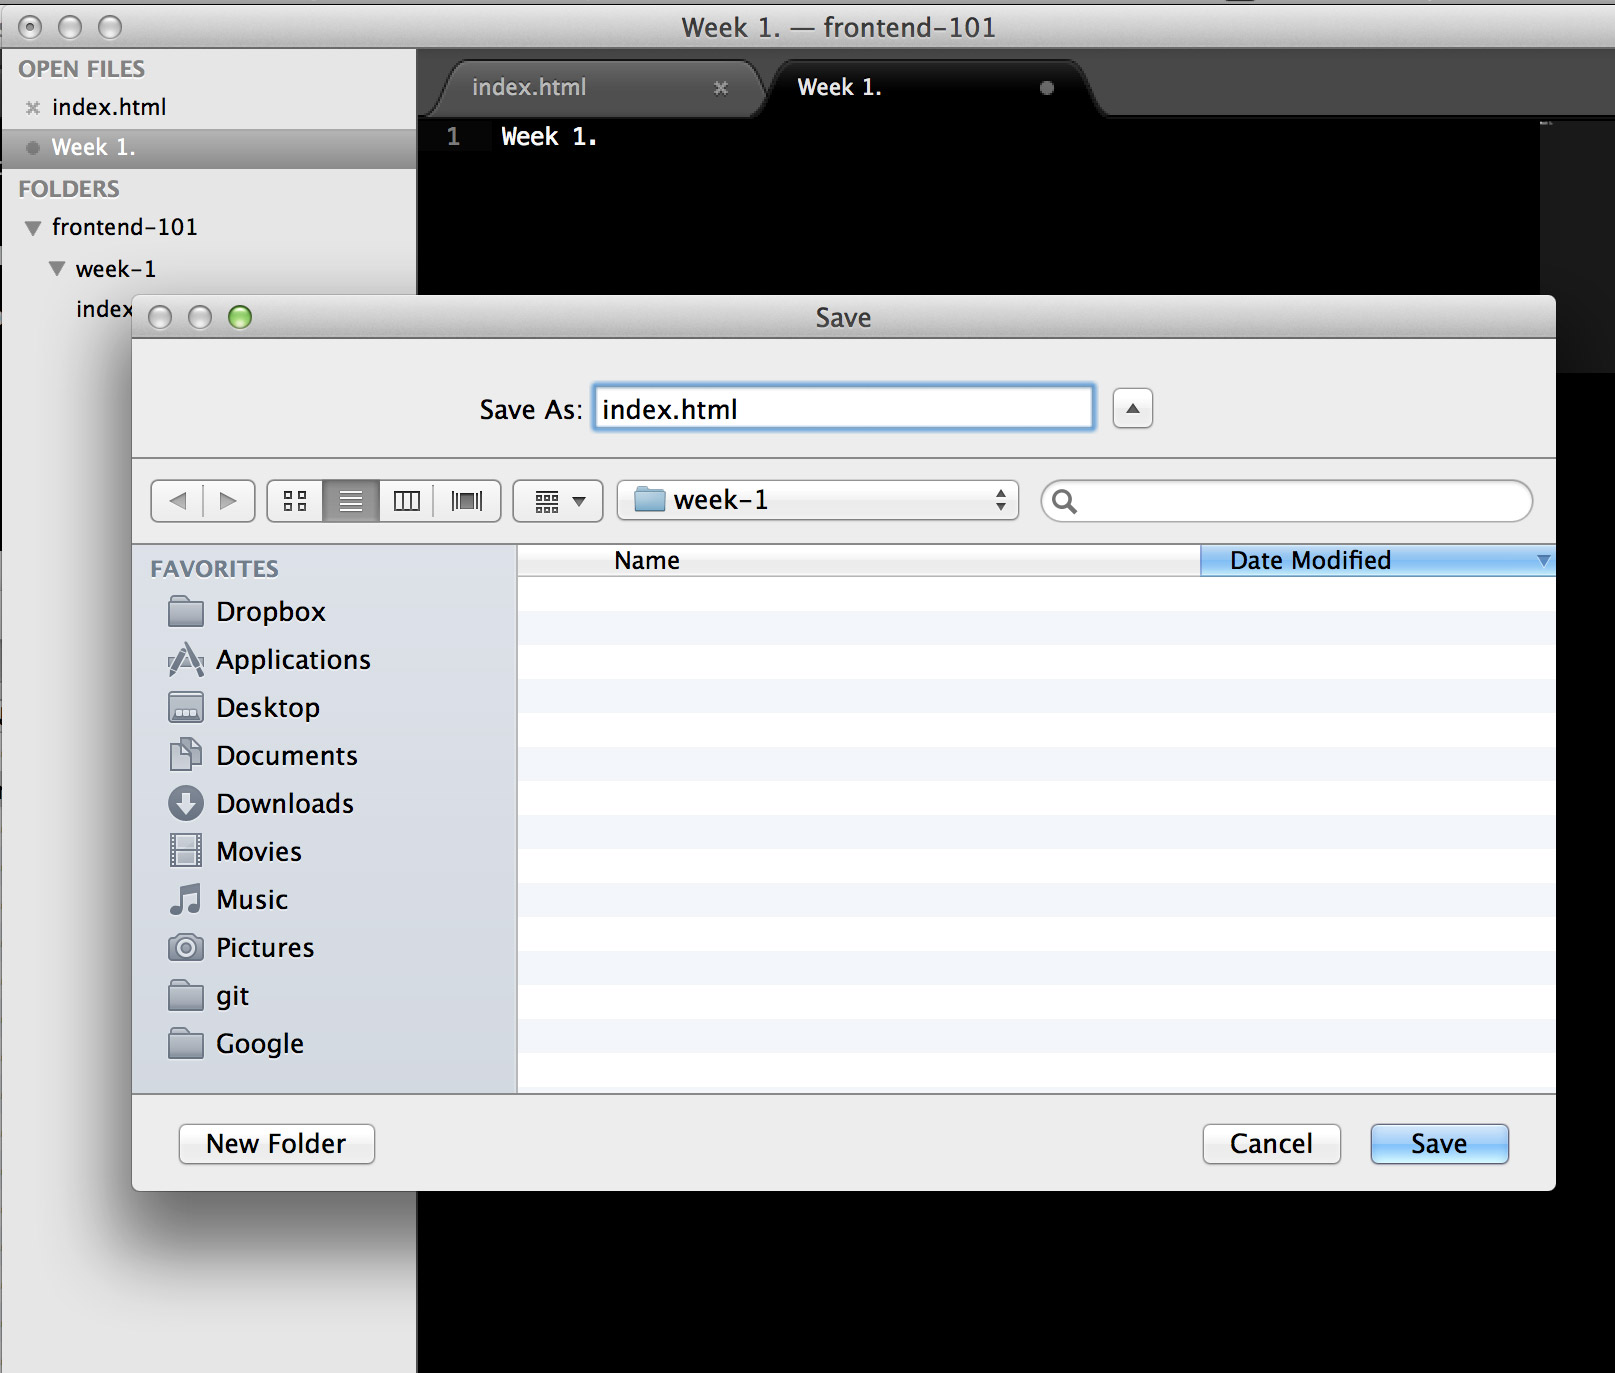 Week 1. — frontend-101
OPEN FILES
index.html
Week 1.
FOLDERS
frontend-101
week-1
index
index.html
Week 1.
1 Week 1.
Save
Save As: index.html
week-1
FAVORITES
Dropbox
Applications
Desktop
Documents
Downloads
Movies
Music
Pictures
git
Google
Name Date Modified
New Folder Cancel Save